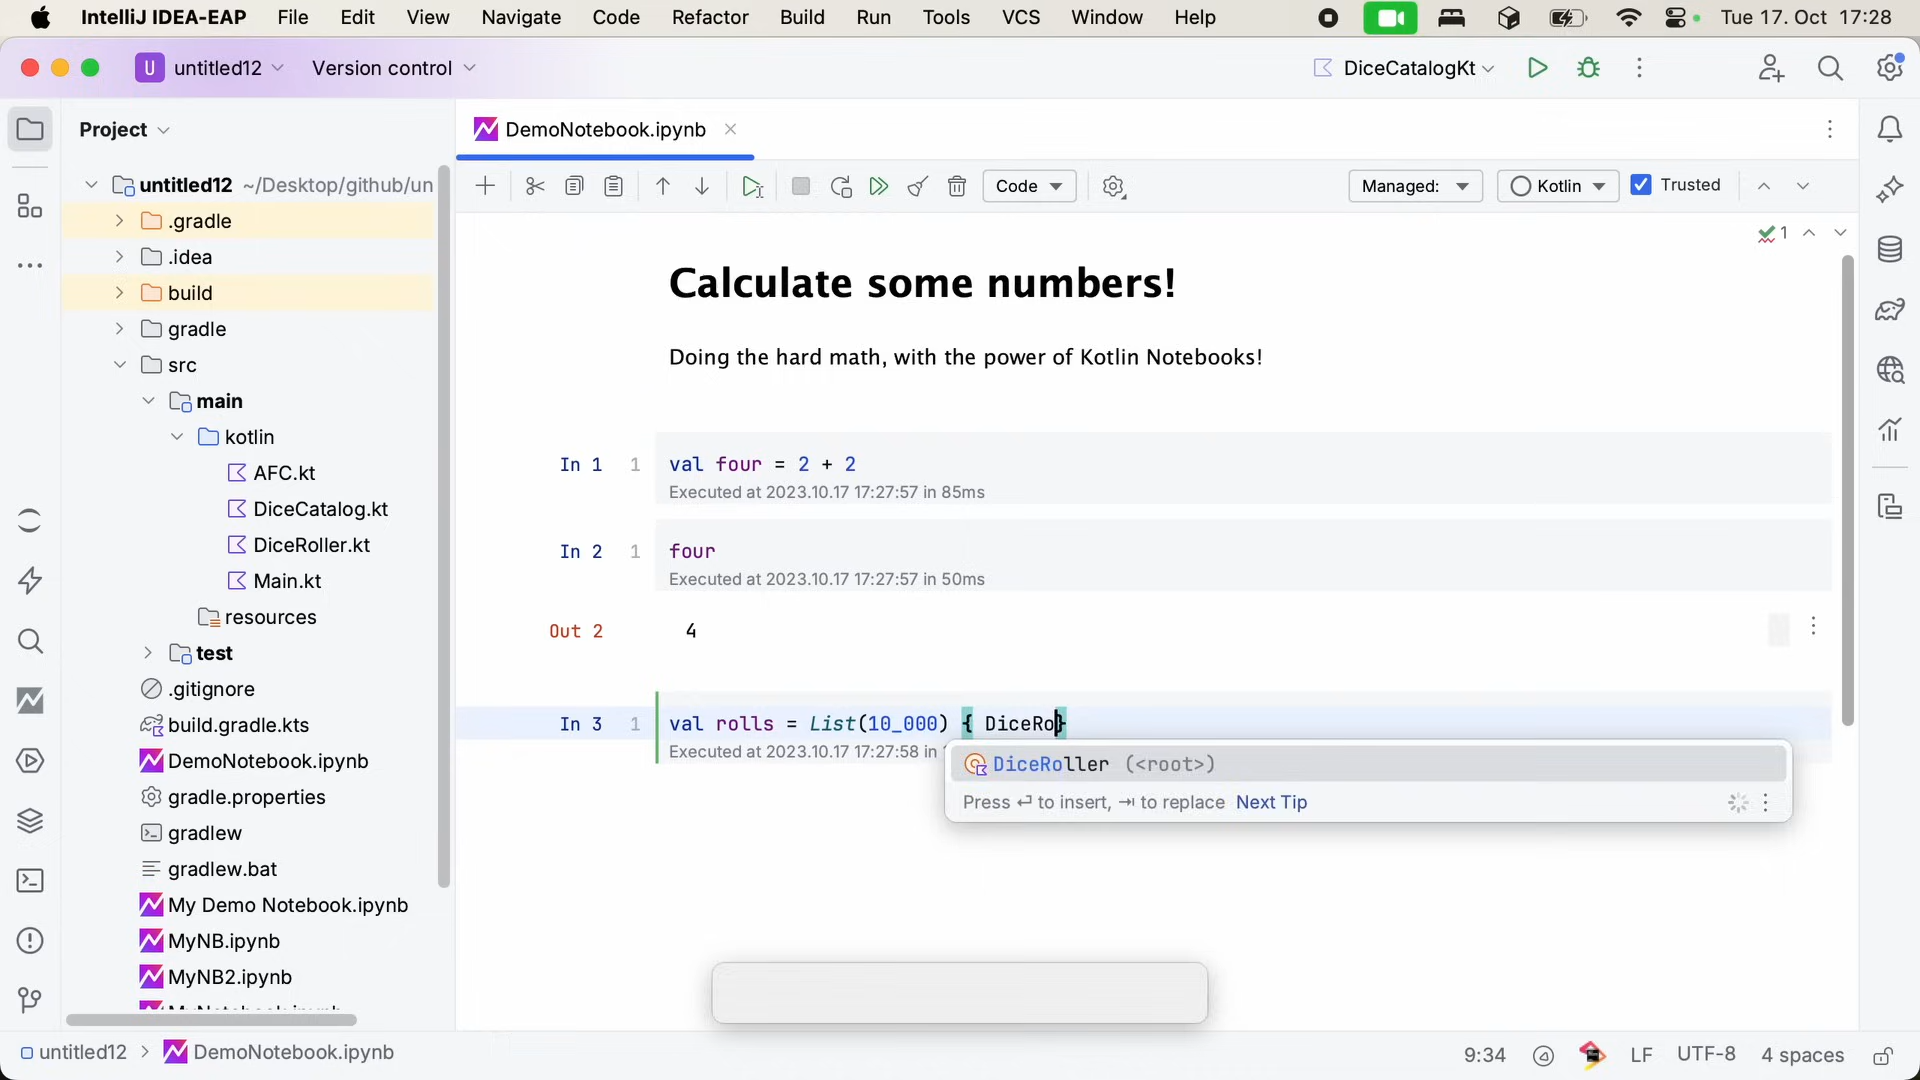 IntelliJ IDEA-EAP File Edit View Navigate Code Refactor Build Run Tools VCS Window Help Tue 17. Oct 17:28
U untitled12 Version control DiceCatalogKt
Project
DemoNotebook.ipynb
untitled12 ~/Desktop/github/un
.gradle
.idea
build
gradle
src
main
kotlin
AFC.kt
DiceCatalog.kt
DiceRoller.kt
Main.kt
resources
test
.gitignore
build.gradle.kts
DemoNotebook.ipynb
gradle.properties
gradlew
gradlew.bat
My Demo Notebook.ipynb
MyNB.ipynb
MyNB2.ipynb
Code Managed: Kotlin Trusted
1
Calculate some numbers!
Doing the hard math, with the power of Kotlin Notebooks!
In 1 1 val four = 2 + 2
Executed at 2023.10.17 17:27:57 in 85ms
In 2 1 four
Executed at 2023.10.17 17:27:57 in 50ms
Out 2 4
In 3 1 val rolls = List(10_000) { DiceRo}
Executed at 2023.10.17 17:27:58 in
DiceRoller (<root>)
Press ↵ to insert, ⇥ to replace Next Tip
untitled12 > DemoNotebook.ipynb 9:34 LF UTF-8 4 spaces